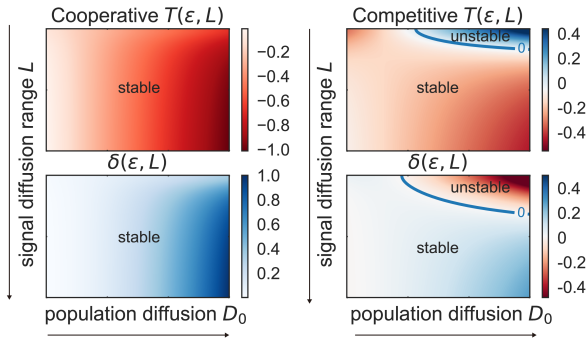 Cooperative T(ε, L)
signal diffusion range L
stable
−0.2
−0.4
−0.6
−0.8
−1.0
δ(ε, L)
stable
1.0
0.8
0.6
0.4
0.2
population diffusion D₀
Competitive T(ε, L)
signal diffusion range L
unstable
0
stable
0.4
0.2
0
-0.2
-0.4
δ(ε, L)
unstable
0
stable
0.4
0.2
0
-0.2
-0.4
population diffusion D₀